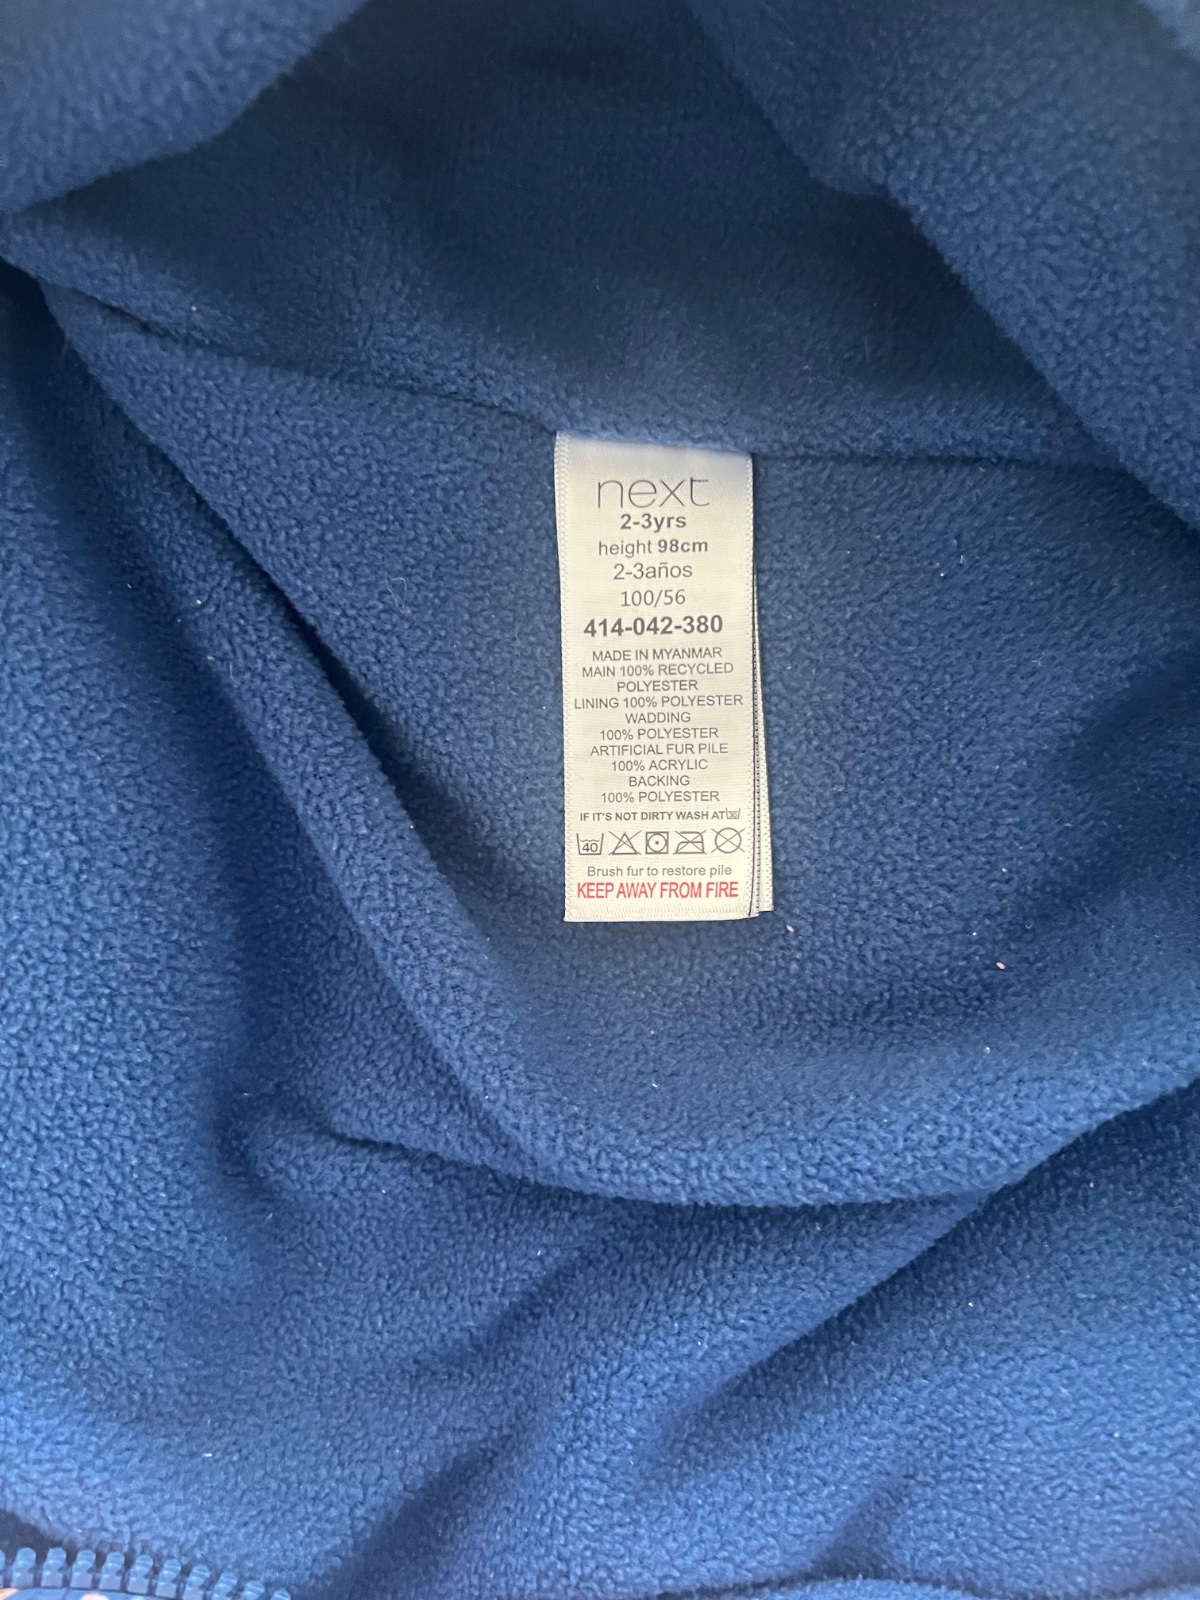 next
2-3yrs
height 98cm
2-3años
100/56
414-042-380
MADE IN MYANMAR
MAIN 100% RECYCLED
POLYESTER
LINING 100% POLYESTER
WADDING
100% POLYESTER
ARTIFICIAL FUR PILE
100% ACRYLIC
BACKING
100% POLYESTER
IF IT'S NOT DIRTY WASH AT 30
40
Brush fur to restore pile
KEEP AWAY FROM FIRE